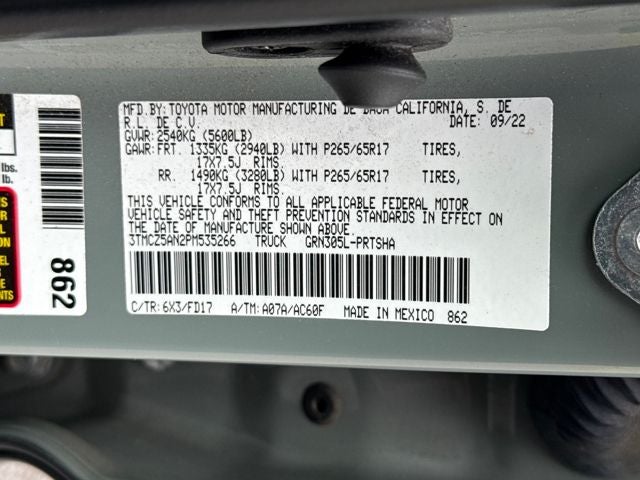 MFD.BY:TOYOTA MOTOR MANUFACTURING DE BAJA CALIFORNIA, S. DE
R.L. DE C.V. DATE: 09/22
GVWR:2540KG (5600LB)
GAWR:FRT. 1335KG (2940LB) WITH P265/65R17 TIRES,
17X7.5J RIMS.
RR. 1490KG (3280LB) WITH P265/65R17 TIRES,
17X7.5J RIMS.
THIS VEHICLE CONFORMS TO ALL APPLICABLE FEDERAL MOTOR
VEHICLE SAFETY AND THEFT PREVENTION STANDARDS IN EFFECT ON
THE DATE OF MANUFACTURE SHOWN ABOVE.
3TMCZ5AN2PM535266 TRUCK GRN305L-PRTSHA
C/TR:6X3/FD17 A/TM:A07A/AC60F MADE IN MEXICO 862
lbs.
lb.
862